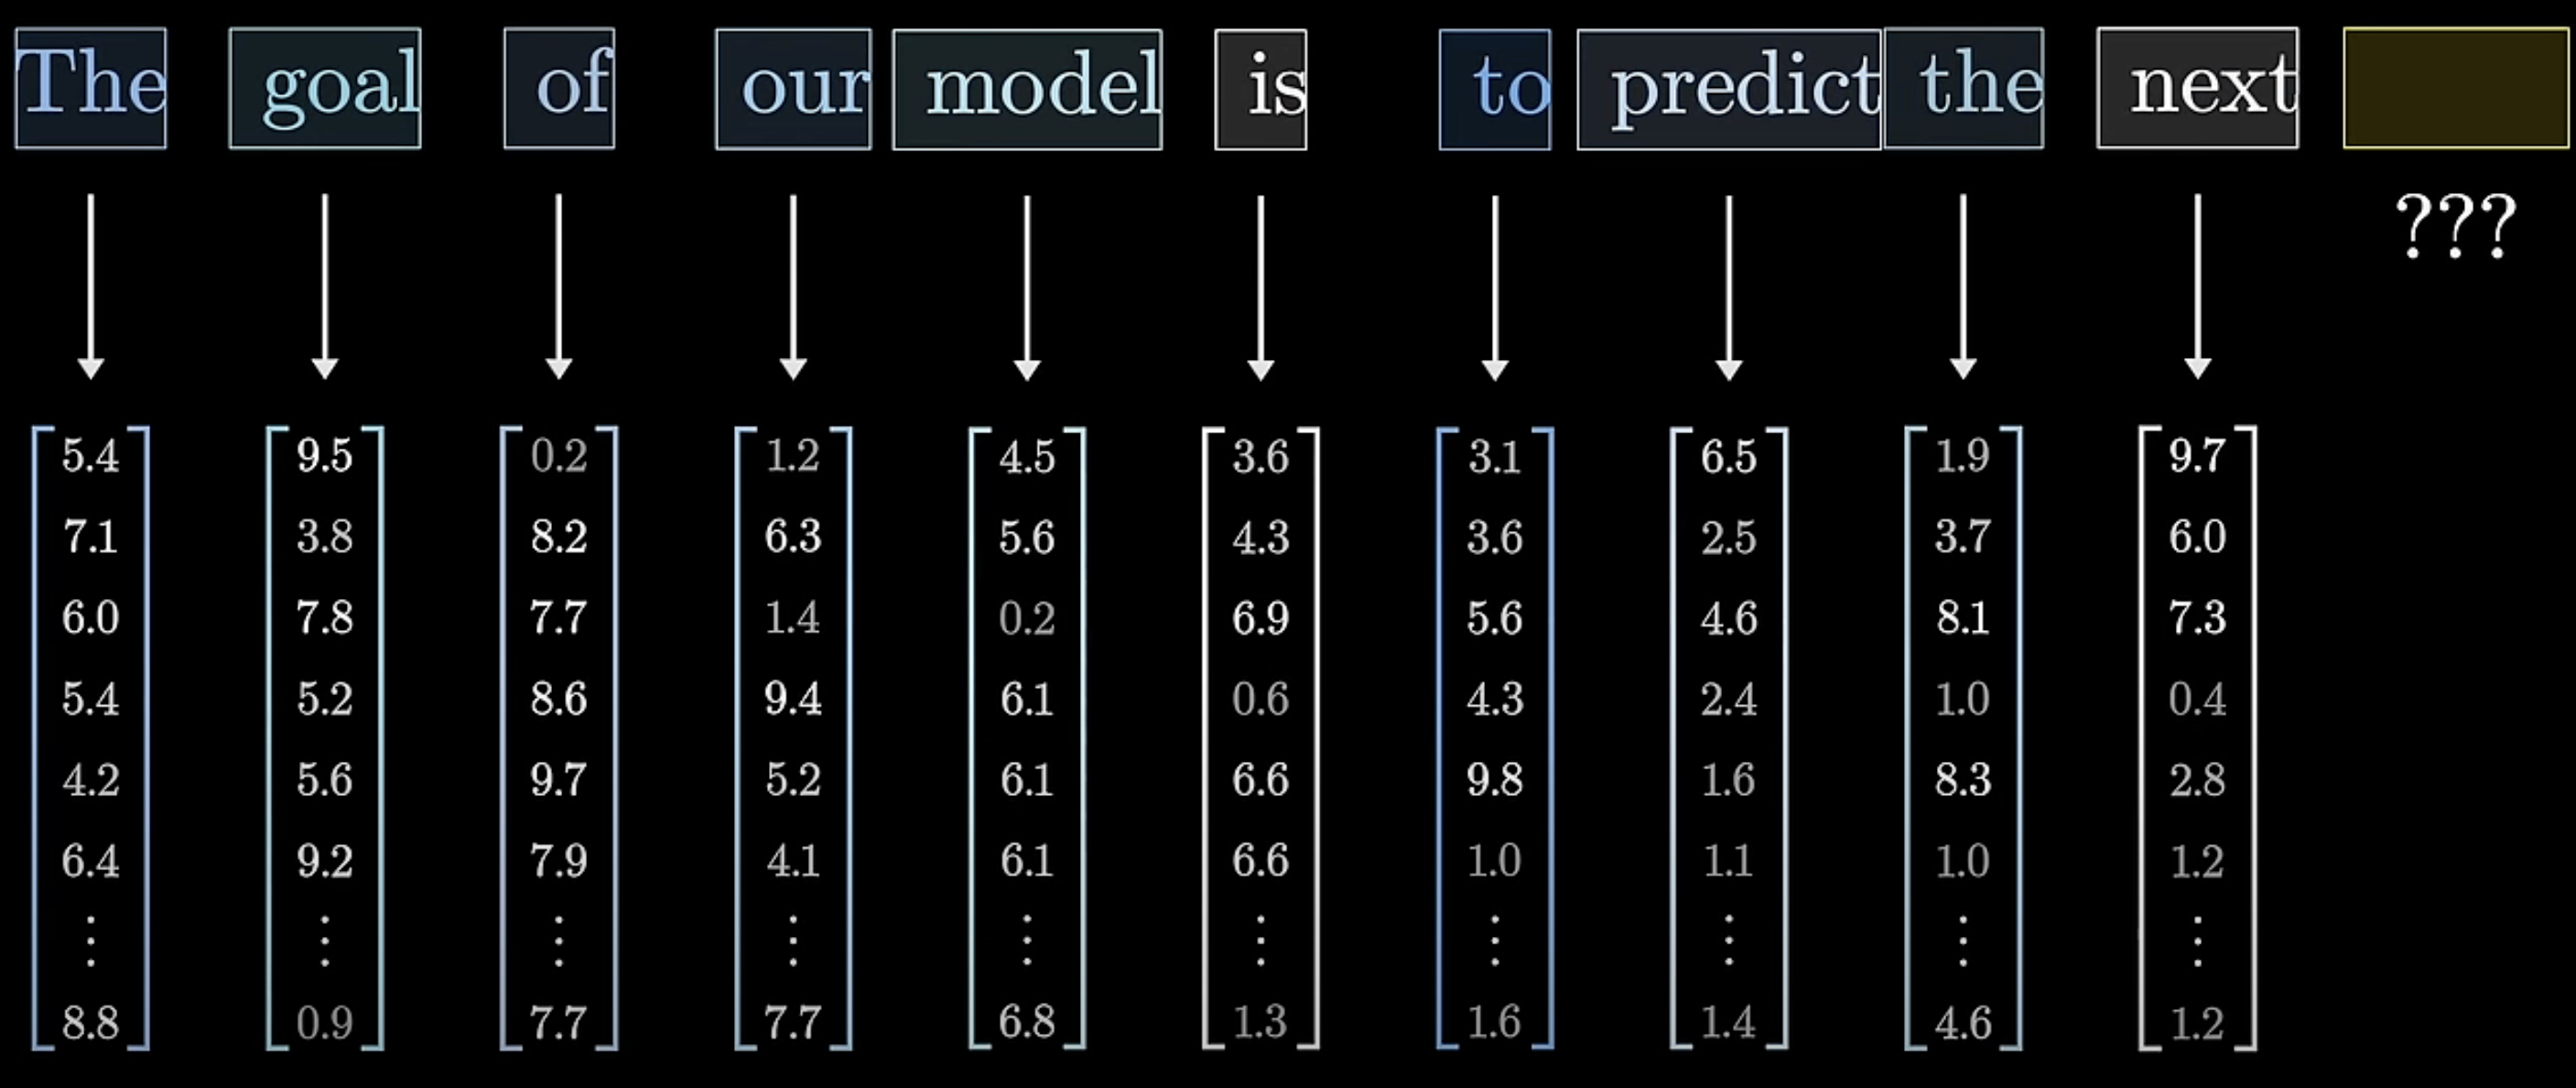 The goal of our model is to predict the next
???
5.4 9.5 0.2 1.2 4.5 3.6 3.1 6.5 1.9 9.7
7.1 3.8 8.2 6.3 5.6 4.3 3.6 2.5 3.7 6.0
6.0 7.8 7.7 1.4 0.2 6.9 5.6 4.6 8.1 7.3
5.4 5.2 8.6 9.4 6.1 0.6 4.3 2.4 1.0 0.4
4.2 5.6 9.7 5.2 6.1 6.6 9.8 1.6 8.3 2.8
6.4 9.2 7.9 4.1 6.1 6.6 1.0 1.1 1.0 1.2
⋮ ⋮ ⋮ ⋮ ⋮ ⋮ ⋮ ⋮ ⋮ ⋮
8.8 0.9 7.7 7.7 6.8 1.3 1.6 1.4 4.6 1.2